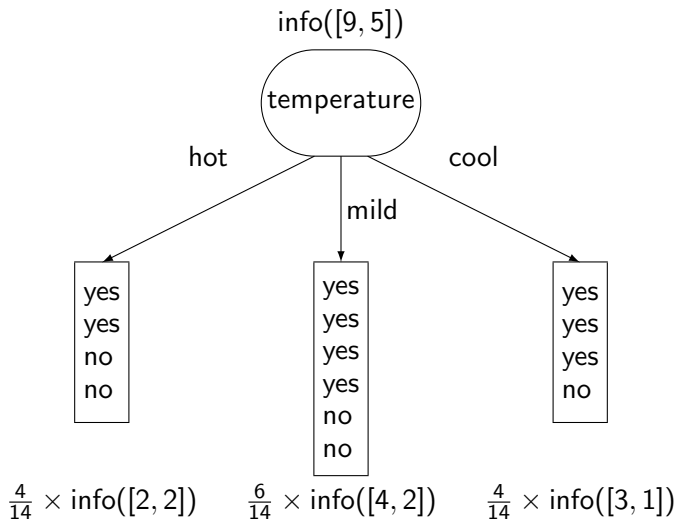 info([9, 5])
temperature
hot
cool
mild
yes
yes
no
no
yes
yes
yes
yes
no
no
yes
yes
yes
no
4/14 × info([2, 2])
6/14 × info([4, 2])
4/14 × info([3, 1])